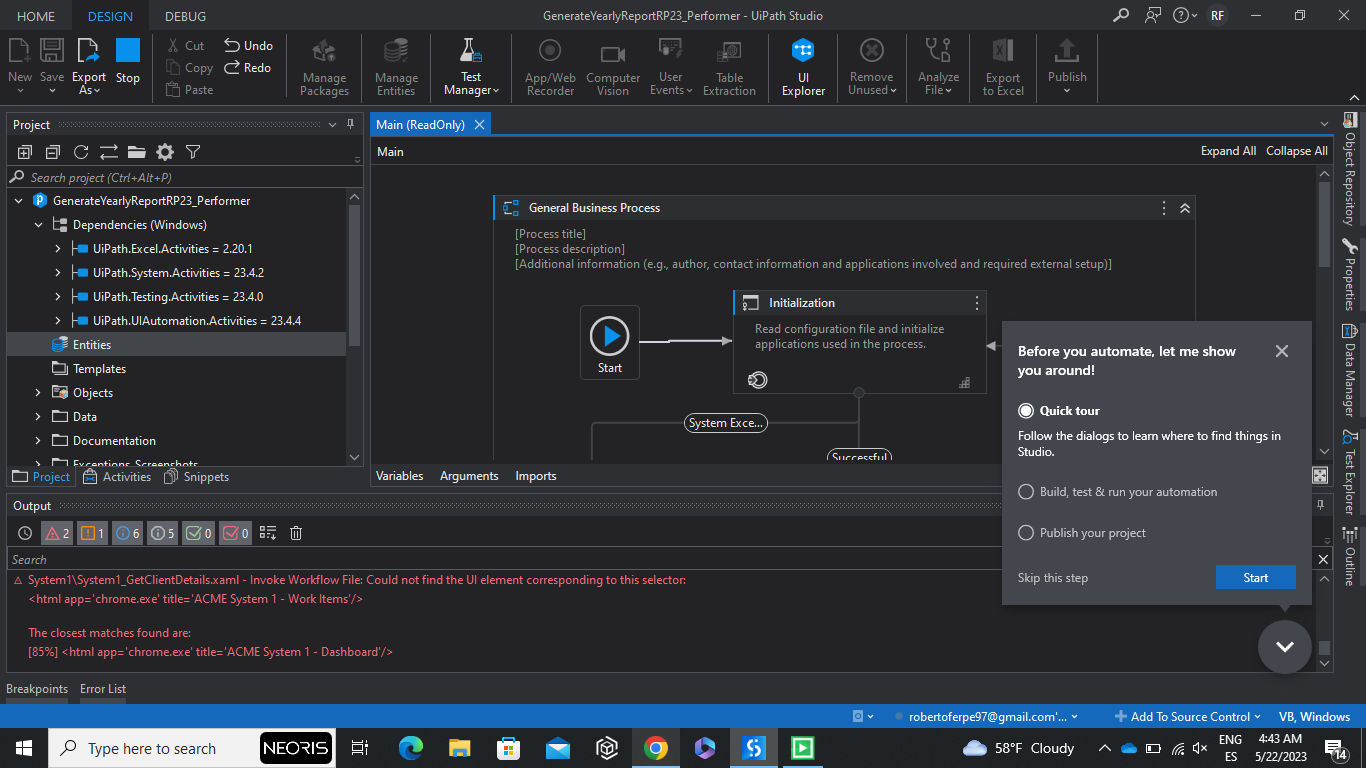 HOME DESIGN DEBUG GenerateYearlyReportRP23_Performer - UiPath Studio RF
New Save Export As Stop Cut Copy Paste Undo Redo
Manage Packages
Manage Entities
Test Manager
App/Web Recorder
Computer Vision
User Events
Table Extraction
UI Explorer
Remove Unused
Analyze File
Export to Excel
Publish
Project
Search project (Ctrl+Alt+P)
GenerateYearlyReportRP23_Performer
Dependencies (Windows)
UiPath.Excel.Activities = 2.20.1
UiPath.System.Activities = 23.4.2
UiPath.Testing.Activities = 23.4.0
UiPath.UIAutomation.Activities = 23.4.4
Entities
Templates
Objects
Data
Documentation
Exceptions_Screenshots
Project Activities Snippets
Main (ReadOnly)
Main Expand All Collapse All
General Business Process
[Process title]
[Process description]
[Additional information (e.g., author, contact information and applications involved and required external setup)]
Start
Initialization
Read configuration file and initialize
applications used in the process.
System Exce...
Successful
Variables Arguments Imports
Object Repository
Properties
Data Manager
Test Explorer
Outline
Before you automate, let me show
you around!
Quick tour
Follow the dialogs to learn where to find things in
Studio.
Build, test & run your automation
Publish your project
Skip this step Start
Output
2 1 6 5 0 0
Search
System1\System1_GetClientDetails.xaml - Invoke Workflow File: Could not find the UI element corresponding to this selector:
<html app='chrome.exe' title='ACME System 1 - Work Items'/>
The closest matches found are:
[85%] <html app='chrome.exe' title='ACME System 1 - Dashboard'/>
Breakpoints Error List
robertoferpe97@gmail.com'... Add To Source Control VB, Windows
Type here to search NEORIS 58°F Cloudy ENG 4:43 AM
ES 5/22/2023 14